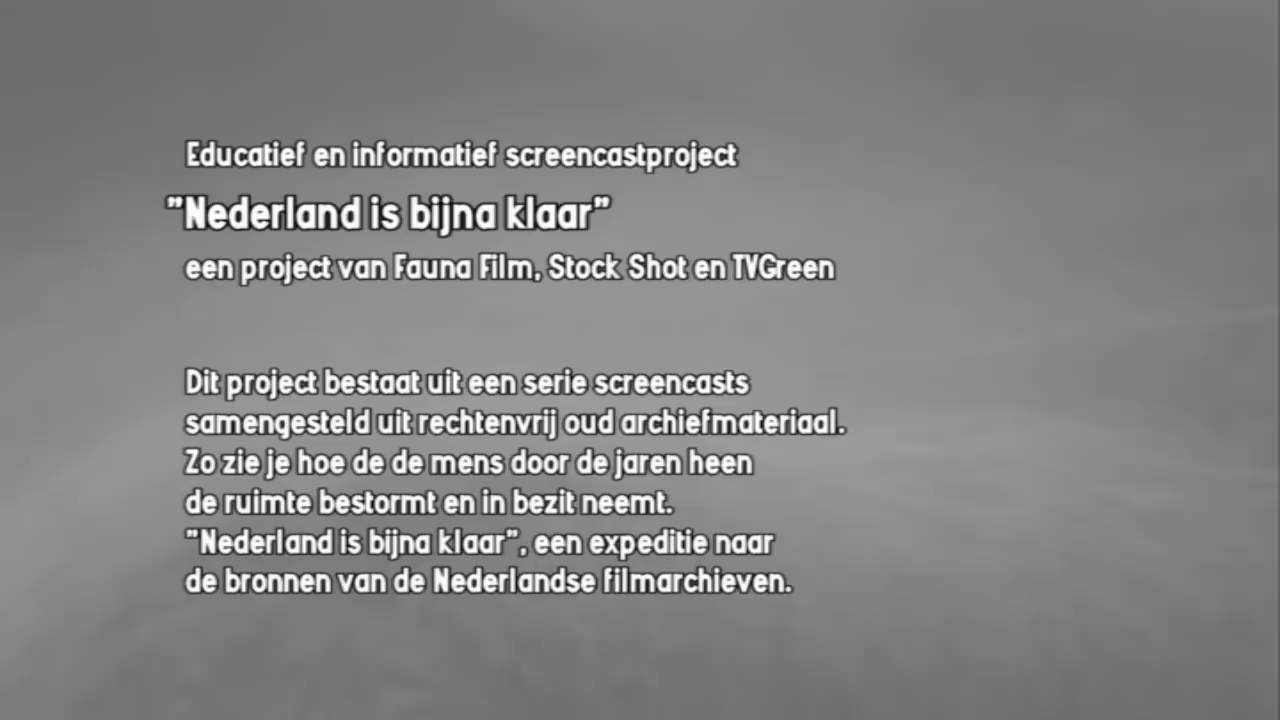 Educatief en informatief screencastproject
"Nederland is bijna klaar"
een project van Fauna Film, Stock Shot en TVGreen
Dit project bestaat uit een serie screencasts
samengesteld uit rechtenvrij oud archiefmateriaal.
Zo zie je hoe de de mens door de jaren heen
de ruimte bestormt en in bezit neemt.
"Nederland is bijna klaar", een expeditie naar
de bronnen van de Nederlandse filmarchieven.